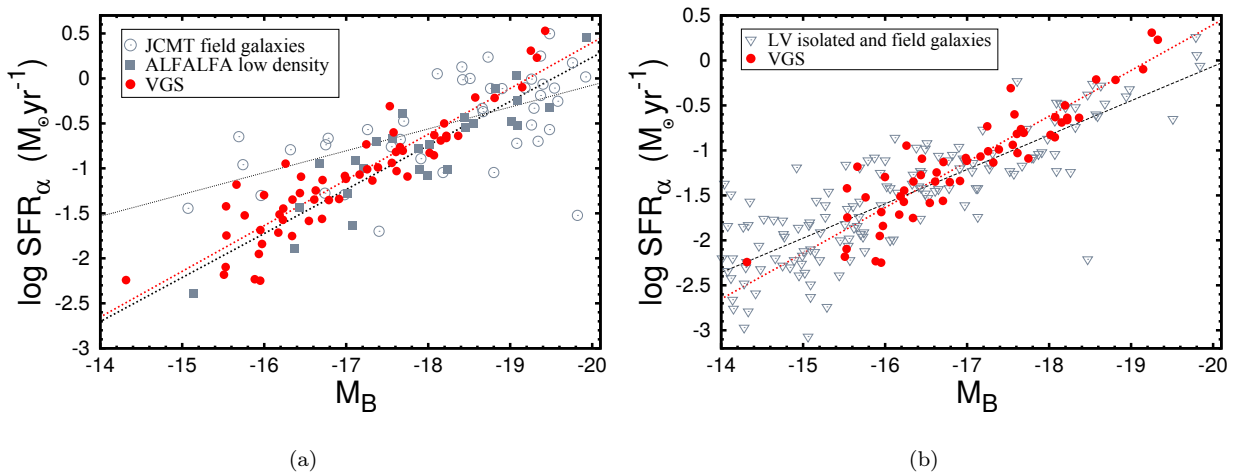 JCMT field galaxies
ALFALFA low density
VGS
0.5
0
-0.5
-1
-1.5
-2
-2.5
-3
log SFRα (M⊙yr⁻¹)
-14 -15 -16 -17 -18 -19 -20
M_B
(a)
LV isolated and field galaxies
VGS
0.5
0
-0.5
-1
-1.5
-2
-2.5
-3
log SFRα (M⊙yr⁻¹)
-14 -15 -16 -17 -18 -19 -20
M_B
(b)